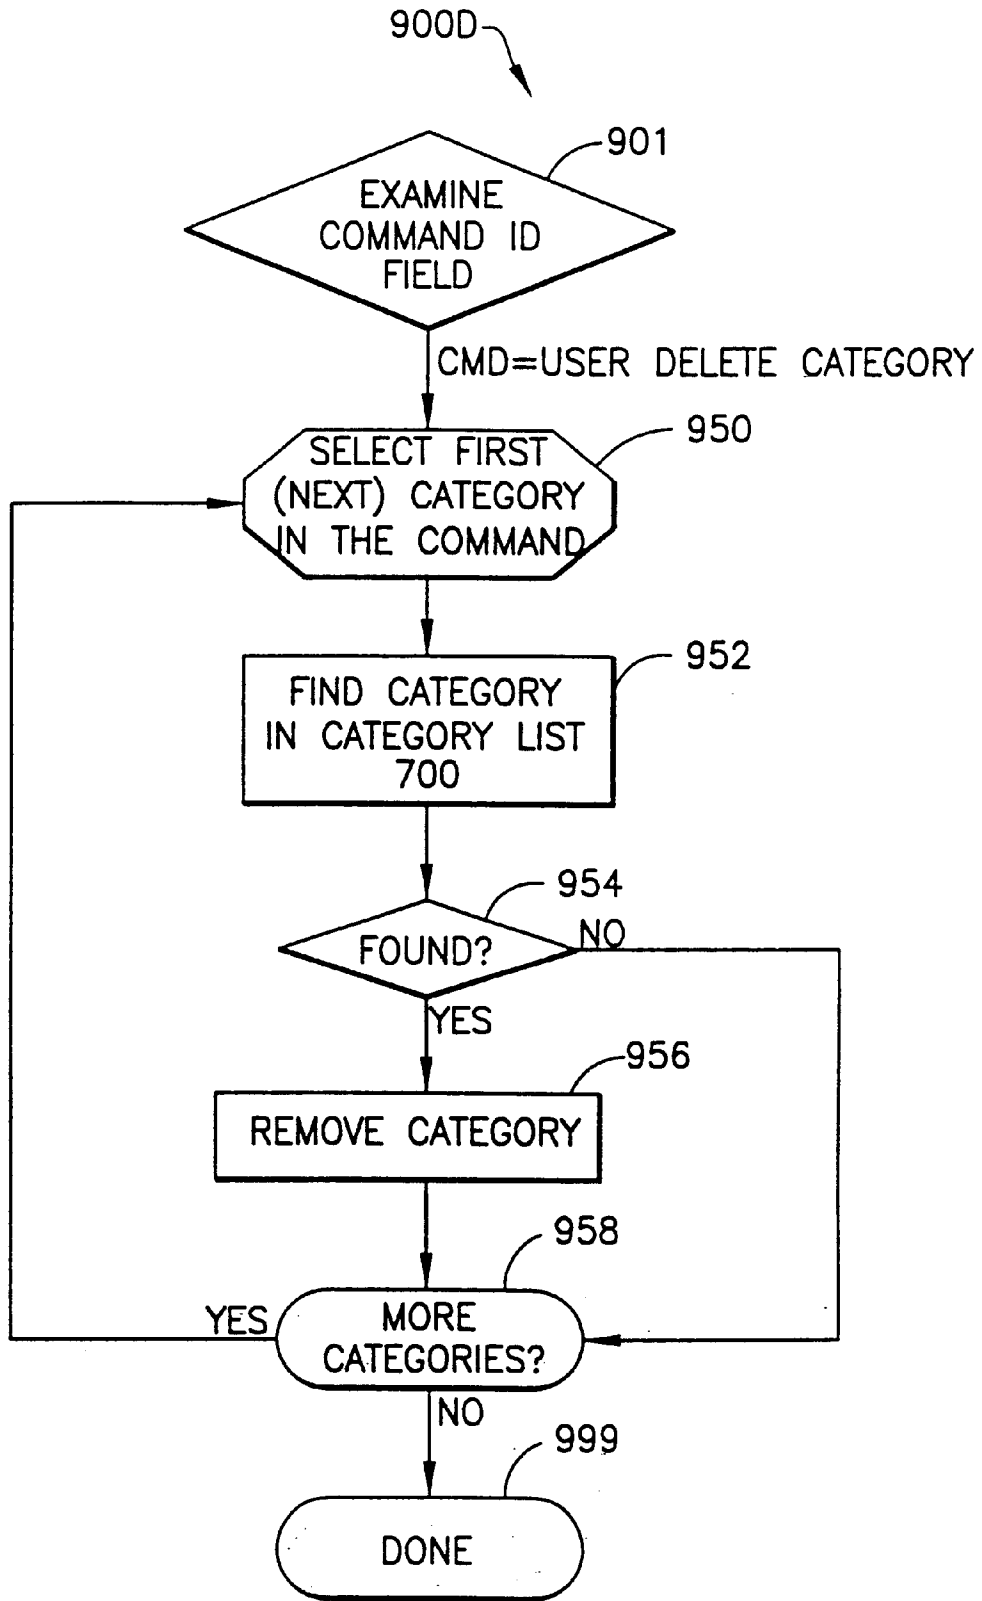 900D
901
EXAMINE
COMMAND ID
FIELD
CMD=USER DELETE CATEGORY
950
SELECT FIRST
(NEXT) CATEGORY
IN THE COMMAND
952
FIND CATEGORY
IN CATEGORY LIST
700
954
FOUND?
NO
YES
956
REMOVE CATEGORY
958
YES
MORE
CATEGORIES?
NO
999
DONE